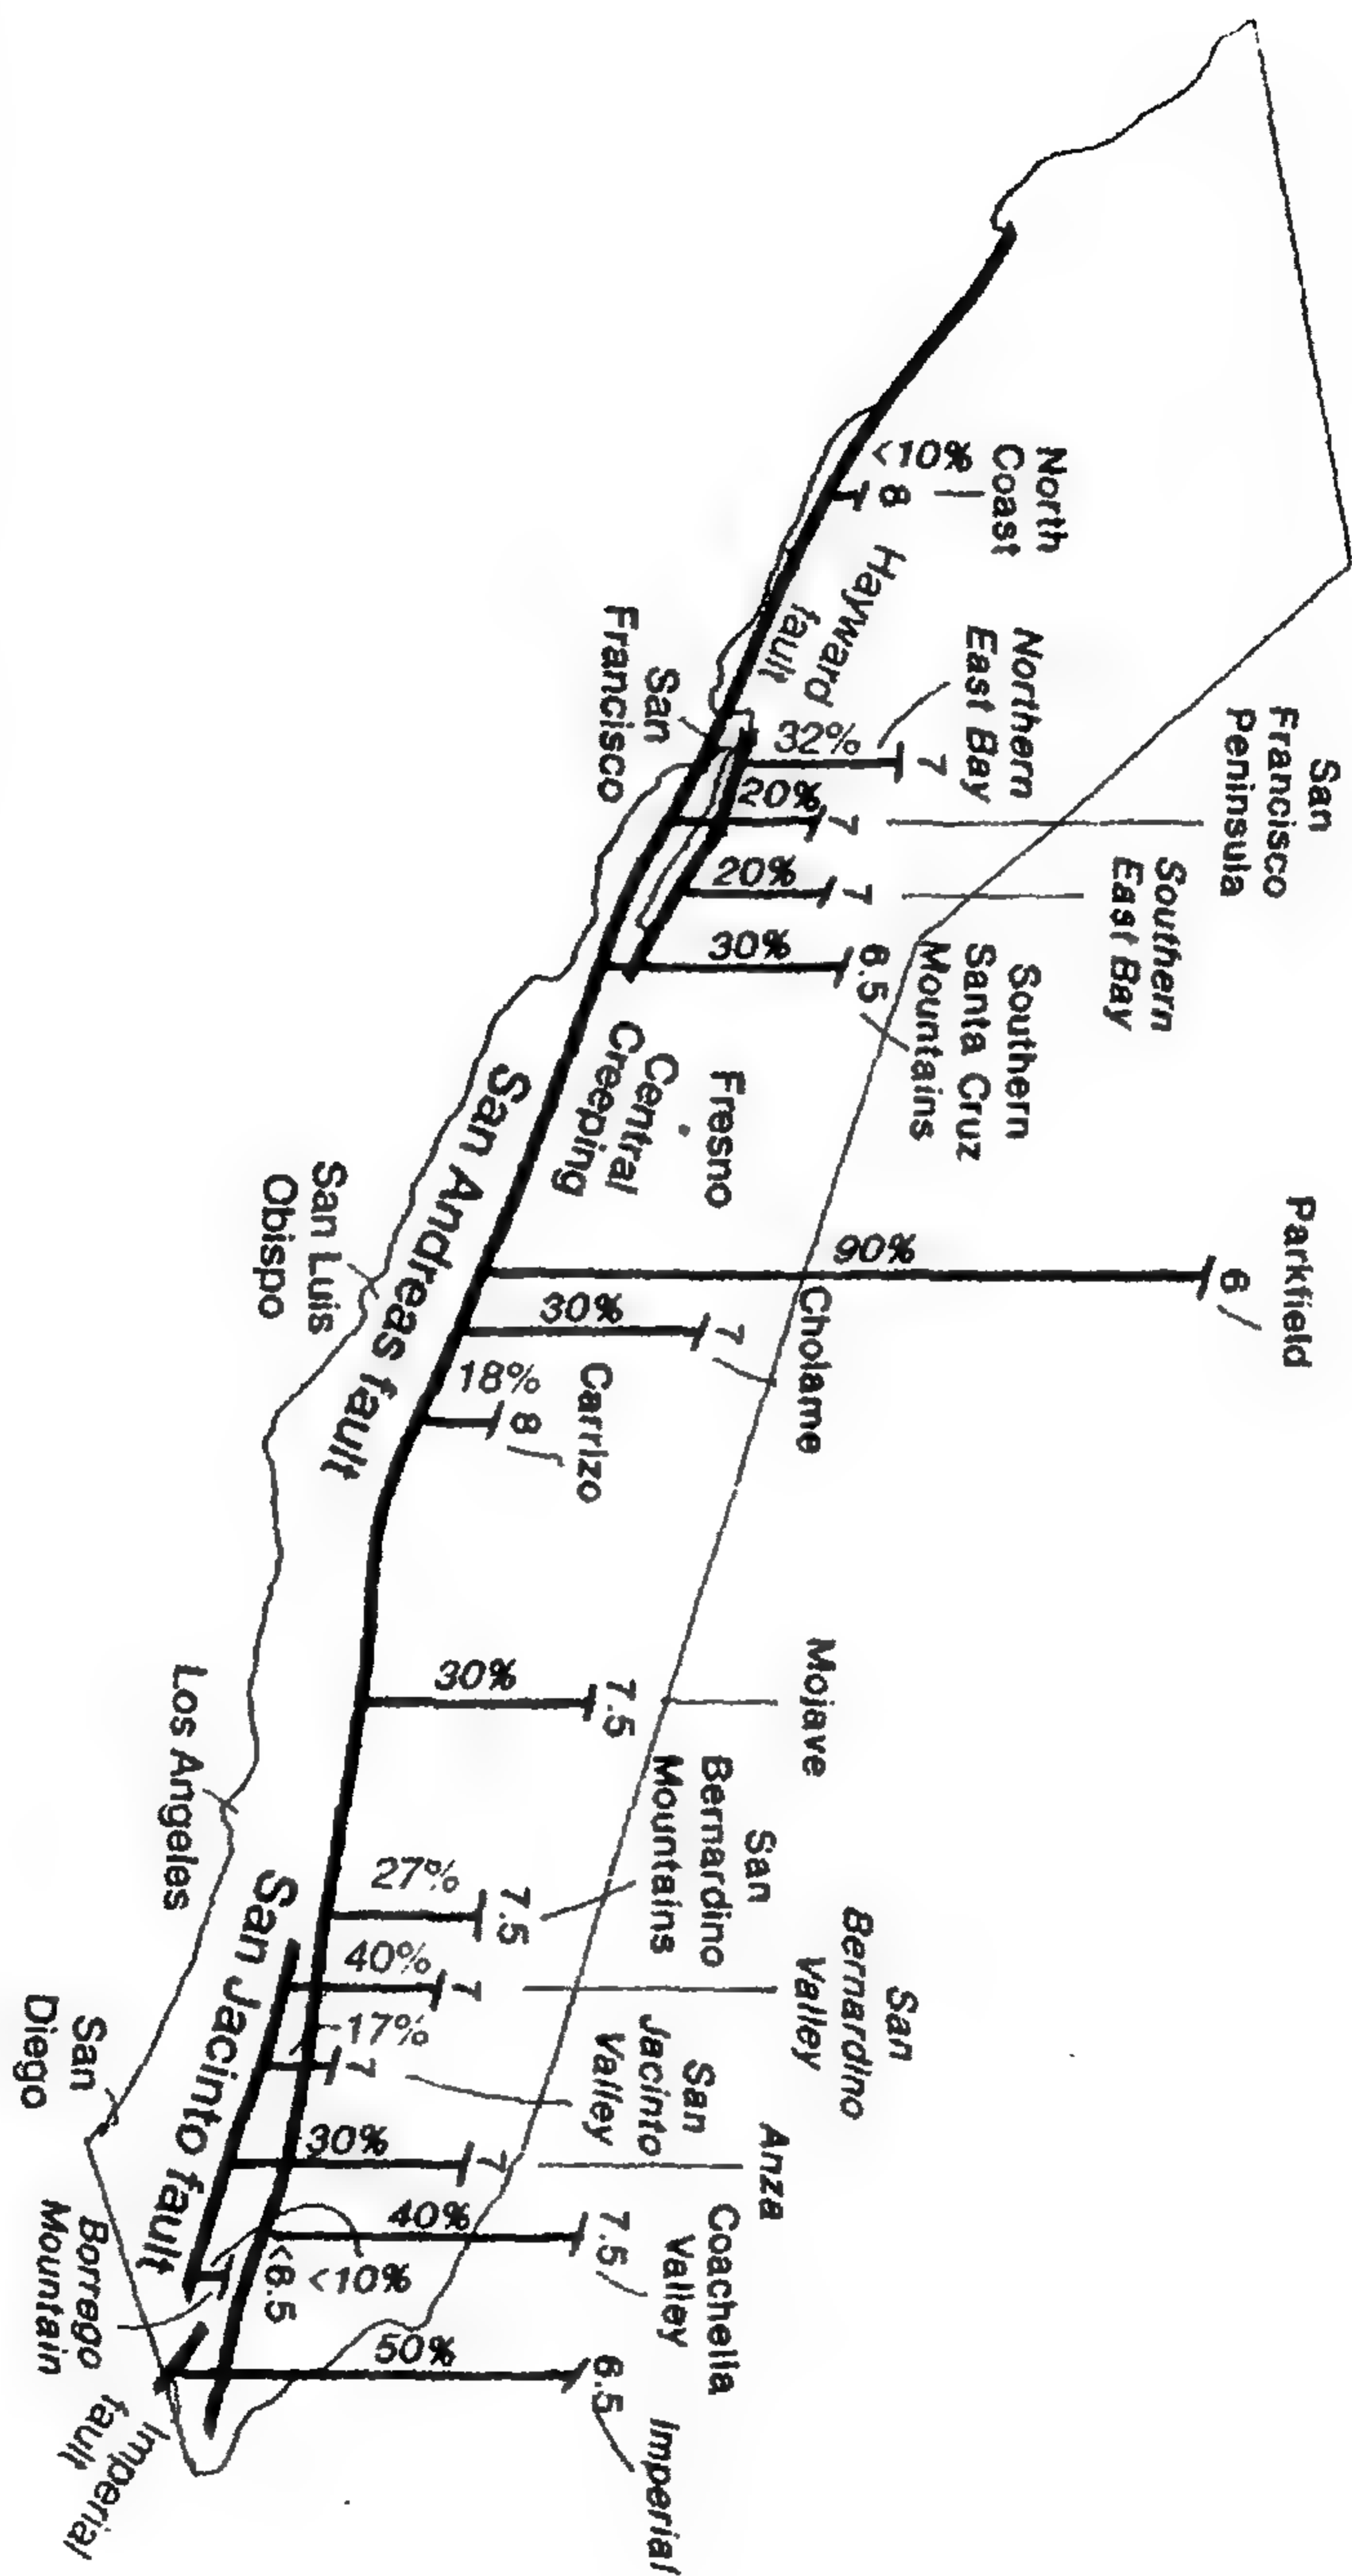 North
Coast
<10%
8
Hayward
fault
San
Francisco
Northern
East Bay
32%
7
San
Francisco
Peninsula
20%
7
Southern
East Bay
20%
7
Southern
Santa Cruz
Mountains
30%
6.5
Fresno
Central
Creeping
San Andreas fault
San Luis
Obispo
Parkfield
90%
6
Cholame
30%
7
Carrizo
18%
8
Mojave
30%
7.5
Los Angeles
San
Bernardino
Mountains
27%
7.5
San
Bernardino
Valley
40%
7
San
Jacinto
Valley
17%
7
San Jacinto fault
San
Diego
Anza
30%
7
Coachella
Valley
40%
7.5
<10%
<6.5
Borrego
Mountain
50%
6.5
Imperial
Imperial
fault